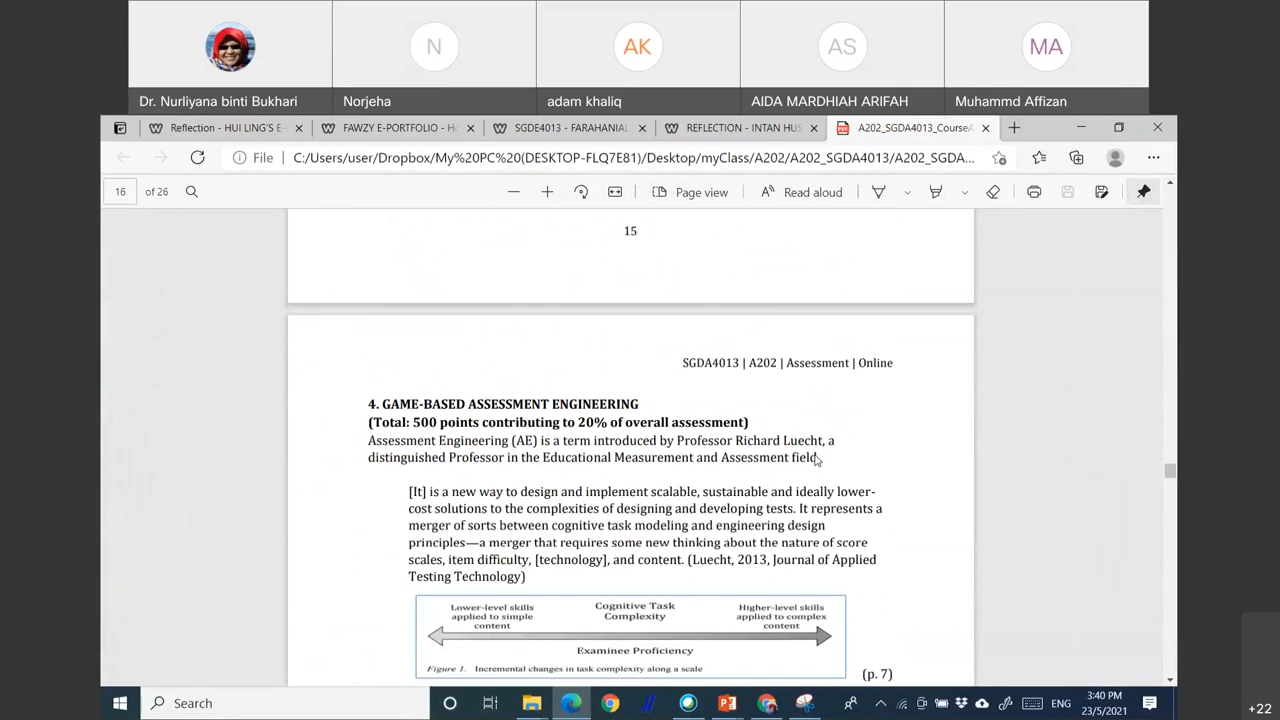 N
AK
AS
MA
Dr. Nurliyana binti Bukhari
Norjeha
adam khaliq
AIDA MARDHIAH ARIFAH
Muhammd Affizan
Reflection - HUI LING'S E-
FAWZY E-PORTFOLIO - Ho
SGDE4013 - FARAHANIAL
REFLECTION - INTAN HUS
A202_SGDA4013_CourseA
File
C:/Users/user/Dropbox/My%20PC%20(DESKTOP-FLQ7E81)/Desktop/myClass/A202/A202_SGDA4013/A202_SGDA...
16 of 26
Page view
Read aloud
15
SGDA4013 | A202 | Assessment | Online
4. GAME-BASED ASSESSMENT ENGINEERING
(Total: 500 points contributing to 20% of overall assessment)
Assessment Engineering (AE) is a term introduced by Professor Richard Luecht, a
distinguished Professor in the Educational Measurement and Assessment field.
[It] is a new way to design and implement scalable, sustainable and ideally lower-
cost solutions to the complexities of designing and developing tests. It represents a
merger of sorts between cognitive task modeling and engineering design
principles—a merger that requires some new thinking about the nature of score
scales, item difficulty, [technology], and content. (Luecht, 2013, Journal of Applied
Testing Technology)
Lower-level skills
applied to simple
content
Cognitive Task
Complexity
Higher-level skills
applied to complex
content
Examinee Proficiency
Figure 1. Incremental changes in task complexity along a scale
(p. 7)
Search
ENG
3:40 PM
23/5/2021
+22